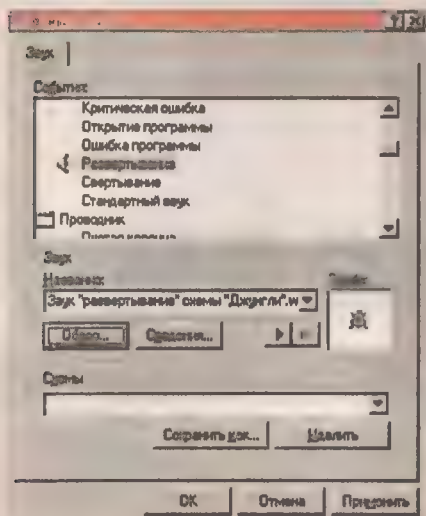 Звук
События:
Критическая ошибка
Открытие программы
Ошибка программы
Развертывание
Свертывание
Стандартный звук
Проводник
Звук
Название:
Звук "развертывание" схемы "Джунгли".w
Обзор... Сведения...
Схемы
Сохранить как... Удалить
OK Отмена Применить